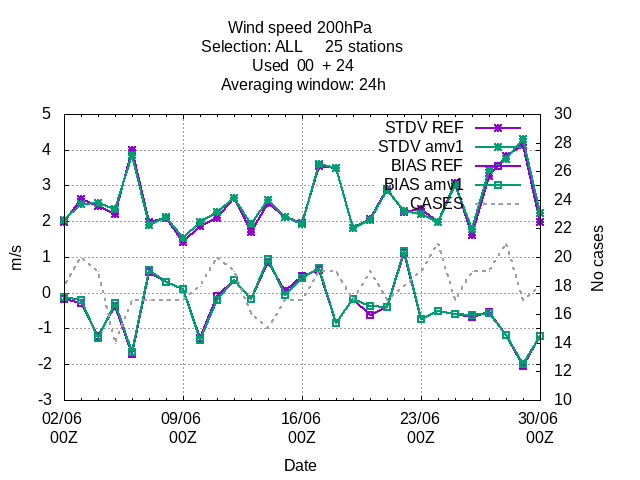 Wind speed 200hPa
Selection: ALL 25 stations
Used 00 + 24
Averaging window: 24h
5
4
3
2
1
0
-1
-2
-3
m/s
30
28
26
24
22
20
18
16
14
12
10
No cases
STDV REF
STDV amv1
BIAS REF
BIAS amv1
CASES
02/06 09/06 16/06 23/06 30/06
00Z 00Z 00Z 00Z 00Z
Date